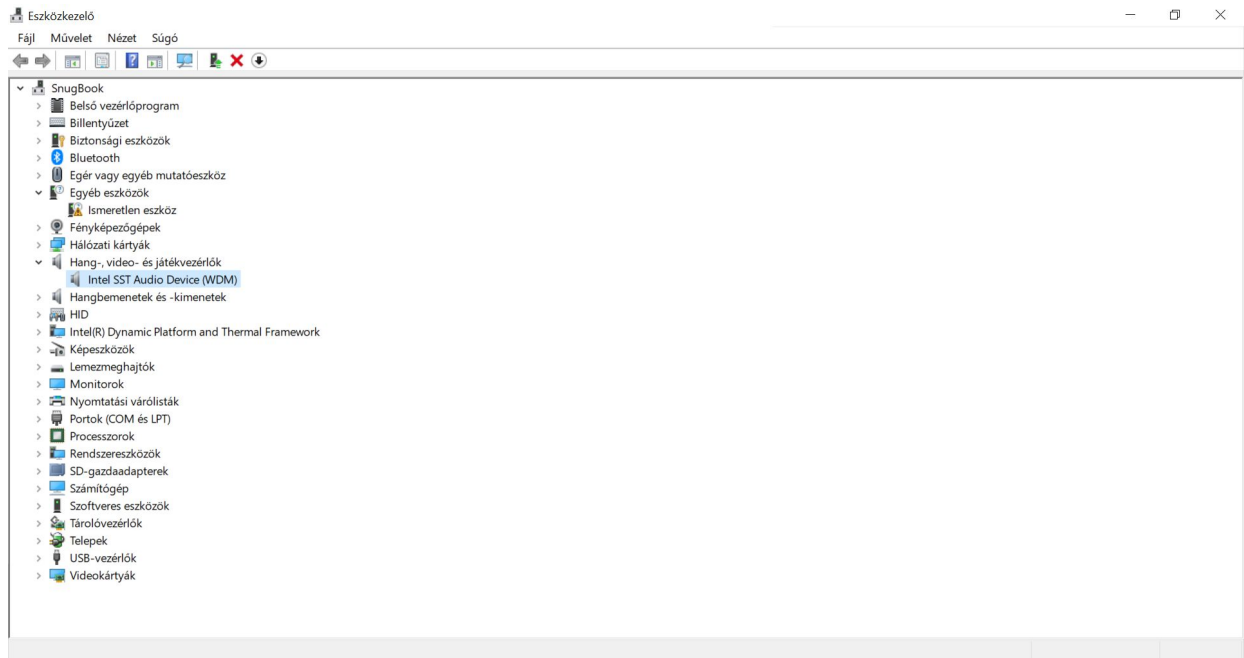 Eszközkezelő
Fájl Művelet Nézet Súgó
SnugBook
Belső vezérlőprogram
Billentyűzet
Biztonsági eszközök
Bluetooth
Egér vagy egyéb mutatóeszköz
Egyéb eszközök
Ismeretlen eszköz
Fényképezőgépek
Hálózati kártyák
Hang-, video- és játékvezérlők
Intel SST Audio Device (WDM)
Hangbemenetek és -kimenetek
HID
Intel(R) Dynamic Platform and Thermal Framework
Képeszközök
Lemezmeghajtók
Monitorok
Nyomtatási várólisták
Portok (COM és LPT)
Processzorok
Rendszereszközök
SD-gazdaadapterek
Számítógép
Szoftveres eszközök
Tárolóvezérlők
Telepek
USB-vezérlők
Videokártyák